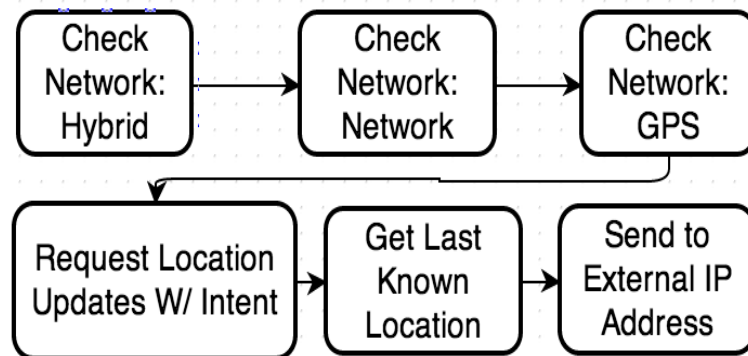 Check
Network:
Hybrid
Check
Network:
Network
Check
Network:
GPS
Request Location
Updates W/ Intent
Get Last
Known
Location
Send to
External IP
Address